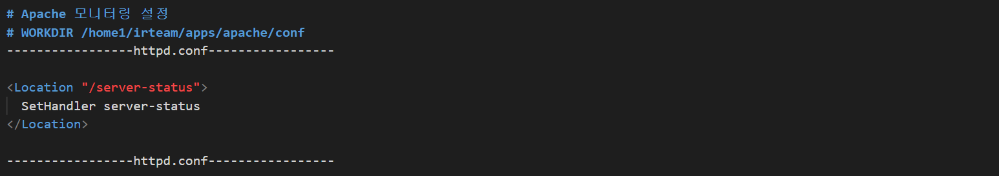 # Apache 모니터링 설정
# WORKDIR /home1/irteam/apps/apache/conf
-----------------httpd.conf-----------------
<Location "/server-status">
  SetHandler server-status
</Location>
-----------------httpd.conf-----------------